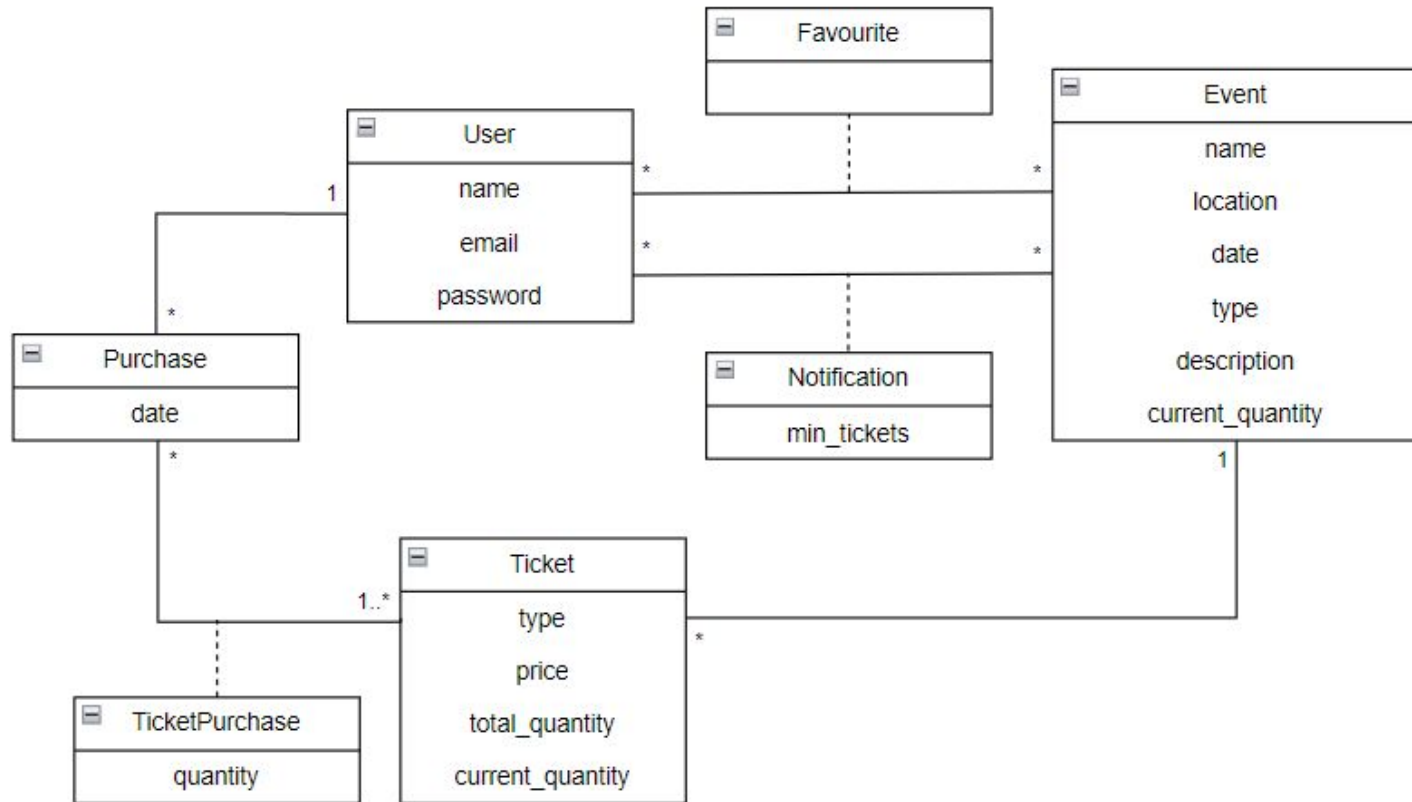 Favourite
Event
name
location
date
type
description
current_quantity
1
User
name
email
password
1
*
*
*
*
*
Notification
min_tickets
Purchase
date
*
Ticket
type
price
total_quantity
current_quantity
1..*
*
TicketPurchase
quantity